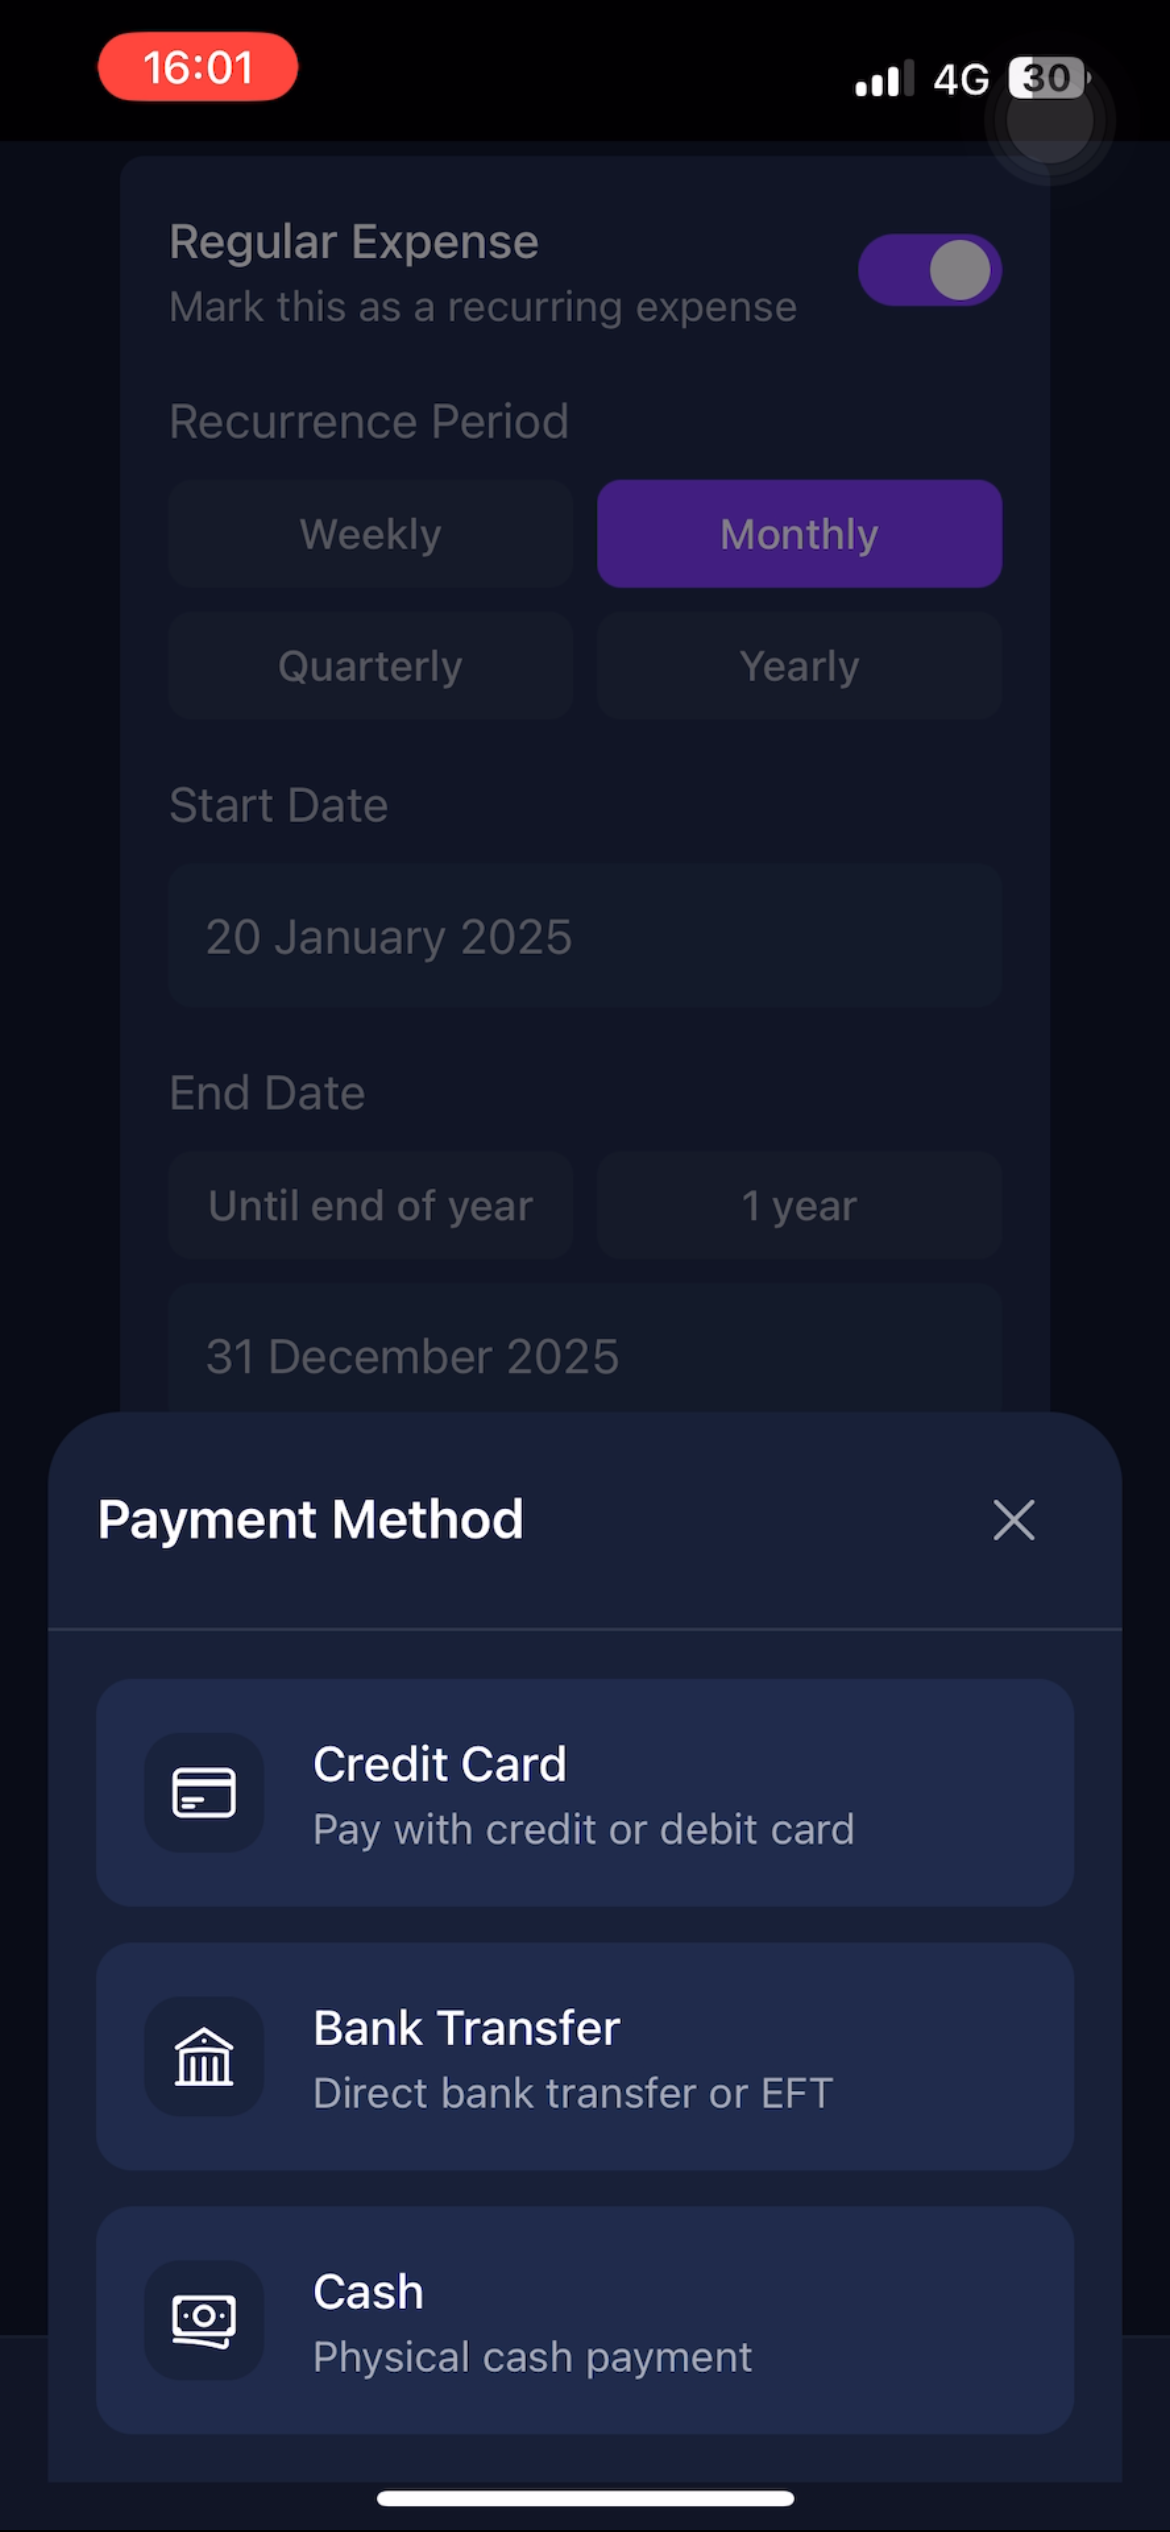 16:01
4G 30
Regular Expense
Mark this as a recurring expense
Recurrence Period
Weekly Monthly
Quarterly Yearly
Start Date
20 January 2025
End Date
Until end of year 1 year
31 December 2025
Payment Method
Credit Card
Pay with credit or debit card
Bank Transfer
Direct bank transfer or EFT
Cash
Physical cash payment